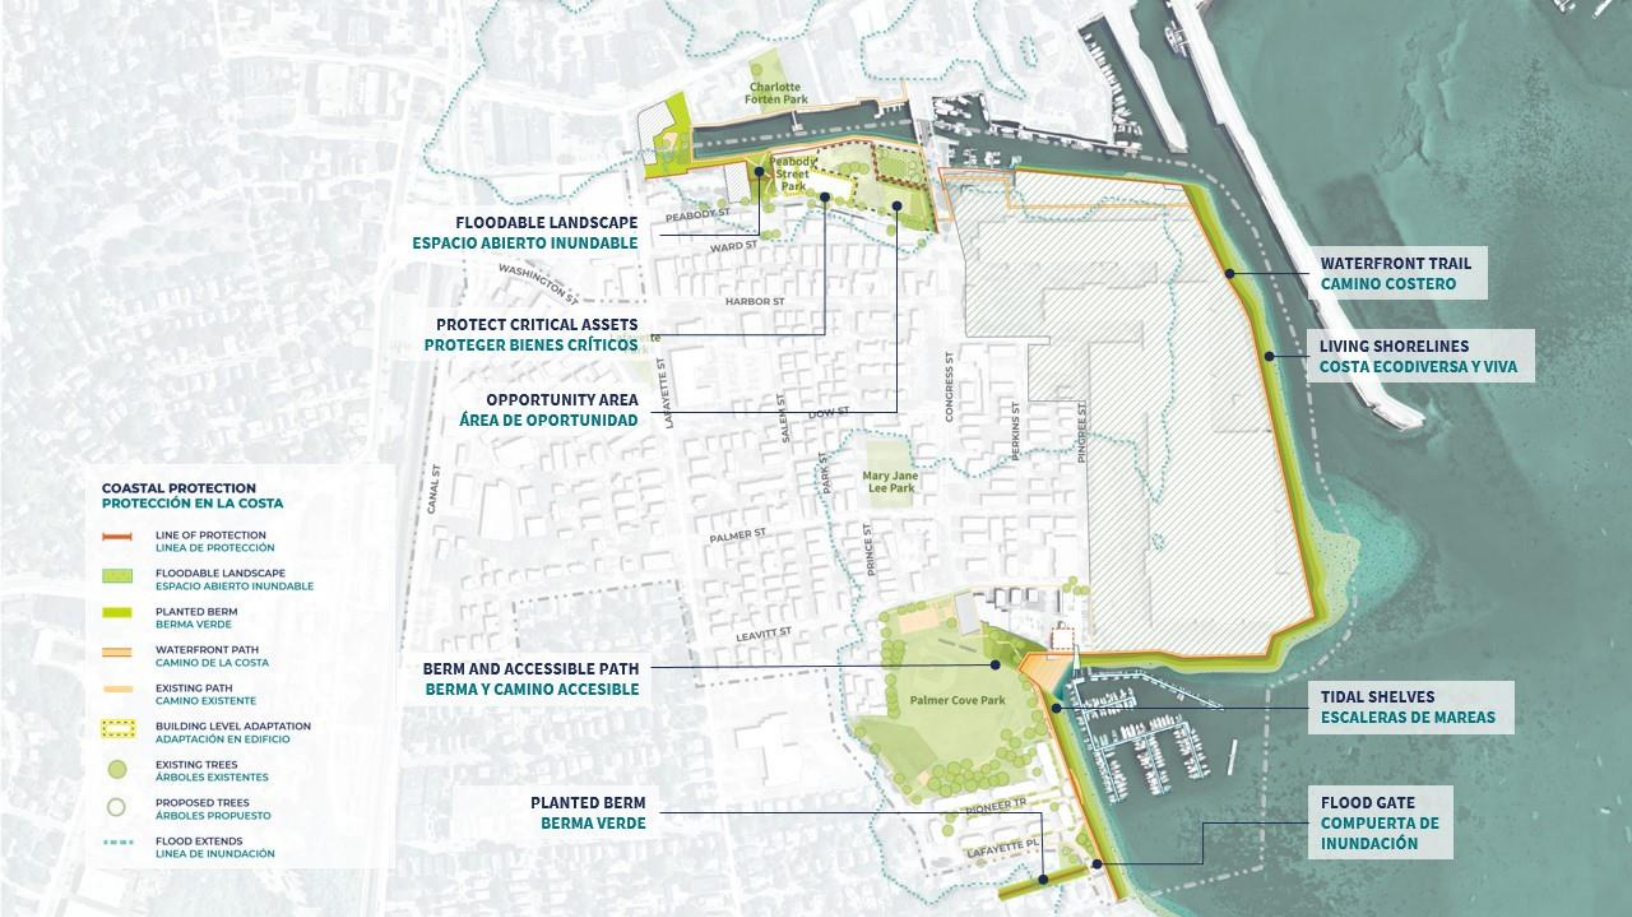 Charlotte
Forten Park
Peabody
Street
Park
PEABODY ST
WARD ST
WASHINGTON ST
HARBOR ST
FLOODABLE LANDSCAPE
ESPACIO ABIERTO INUNDABLE
PROTECT CRITICAL ASSETS
PROTEGER BIENES CRÍTICOS
OPPORTUNITY AREA
ÁREA DE OPORTUNIDAD
WATERFRONT TRAIL
CAMINO COSTERO
LIVING SHORELINES
COSTA ECODIVERSA Y VIVA
LAFAYETTE ST
SALEM ST
DOW ST
CONGRESS ST
PERKINS ST
PINGREE ST
CANAL ST
PARK ST
Mary Jane
Lee Park
PALMER ST
PRINCE ST
LEAVITT ST
COASTAL PROTECTION
PROTECCIÓN EN LA COSTA
LINE OF PROTECTION
LINEA DE PROTECCIÓN
FLOODABLE LANDSCAPE
ESPACIO ABIERTO INUNDABLE
PLANTED BERM
BERMA VERDE
WATERFRONT PATH
CAMINO DE LA COSTA
EXISTING PATH
CAMINO EXISTENTE
BUILDING LEVEL ADAPTATION
ADAPTACIÓN EN EDIFICIO
EXISTING TREES
ÁRBOLES EXISTENTES
PROPOSED TREES
ÁRBOLES PROPUESTO
FLOOD EXTENDS
LINEA DE INUNDACIÓN
BERM AND ACCESSIBLE PATH
BERMA Y CAMINO ACCESIBLE
Palmer Cove Park
TIDAL SHELVES
ESCALERAS DE MAREAS
PLANTED BERM
BERMA VERDE
PIONEER TR
LAFAYETTE PL
FLOOD GATE
COMPUERTA DE
INUNDACIÓN